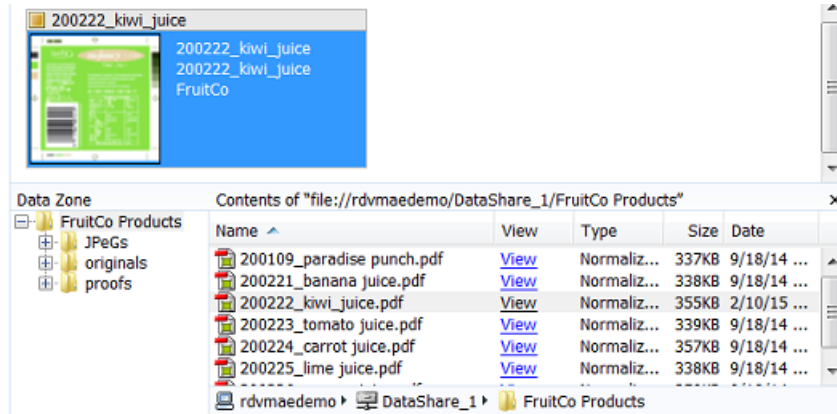 200222_kiwi_juice
200222_kiwi_juice
200222_kiwi_juice
FruitCo
Data Zone
Contents of "file://rdvmaedemo/DataShare_1/FruitCo Products"
FruitCo Products
JPeGs
originals
proofs
Name View Type Size Date
200109_paradise punch.pdf View Normaliz... 337KB 9/18/14 ...
200221_banana juice.pdf View Normaliz... 338KB 9/18/14 ...
200222_kiwi_juice.pdf View Normaliz... 355KB 2/10/15 ...
200223_tomato juice.pdf View Normaliz... 339KB 9/18/14 ...
200224_carrot juice.pdf View Normaliz... 357KB 9/18/14 ...
200225_lime juice.pdf View Normaliz... 338KB 9/18/14 ...
rdvmaedemo DataShare_1 FruitCo Products